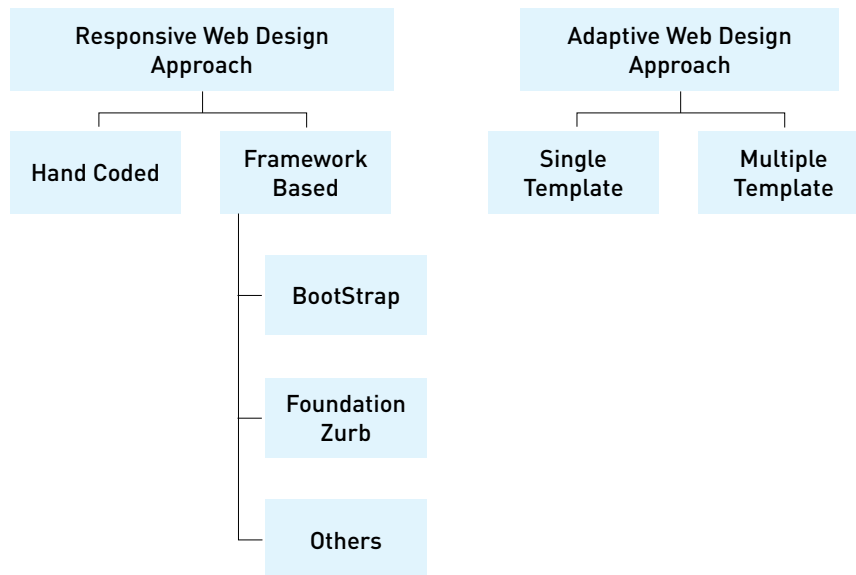 Responsive Web Design
Approach
Adaptive Web Design
Approach
Hand Coded
Framework
Based
Single
Template
Multiple
Template
BootStrap
Foundation
Zurb
Others